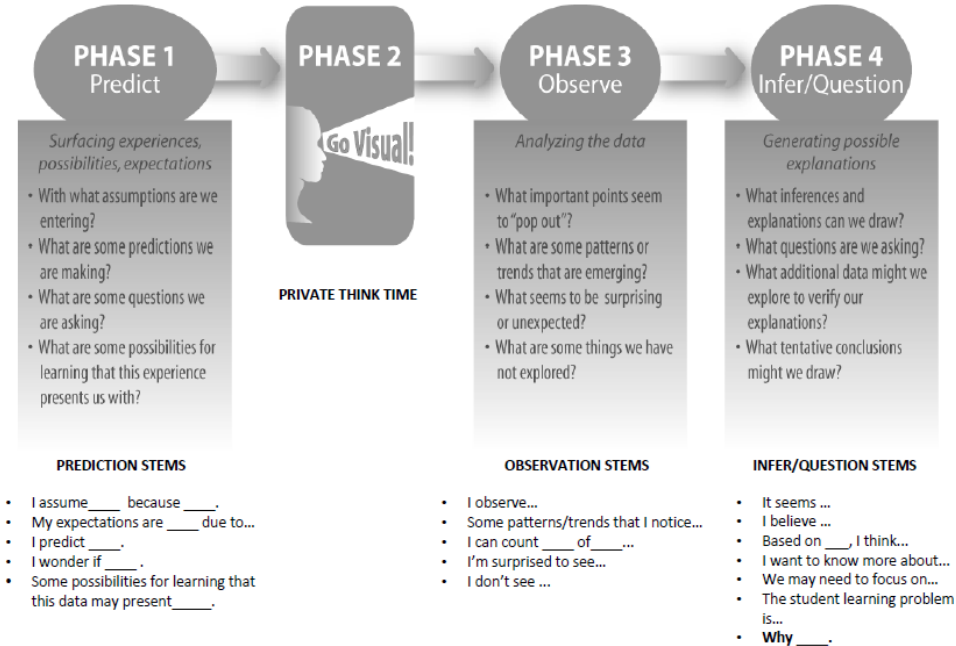 PHASE 1
Predict
Surfacing experiences,
possibilities, expectations
• With what assumptions are we
entering?
• What are some predictions we
are making?
• What are some questions we
are asking?
• What are some possibilities for
learning that this experience
presents us with?
PREDICTION STEMS
• I assume____ because ____.
• My expectations are ____ due to...
• I predict ____.
• I wonder if ____ .
• Some possibilities for learning that
this data may present_____.
PHASE 2
Go Visual!
PRIVATE THINK TIME
PHASE 3
Observe
Analyzing the data
• What important points seem
to “pop out”?
• What are some patterns or
trends that are emerging?
• What seems to be surprising
or unexpected?
• What are some things we have
not explored?
OBSERVATION STEMS
• I observe...
• Some patterns/trends that I notice...
• I can count ____ of____...
• I’m surprised to see...
• I don’t see ...
PHASE 4
Infer/Question
Generating possible
explanations
• What inferences and
explanations can we draw?
• What questions are we asking?
• What additional data might we
explore to verify our
explanations?
• What tentative conclusions
might we draw?
INFER/QUESTION STEMS
• It seems ...
• I believe ...
• Based on ___, I think...
• I want to know more about...
• We may need to focus on...
• The student learning problem
is...
• Why ____.